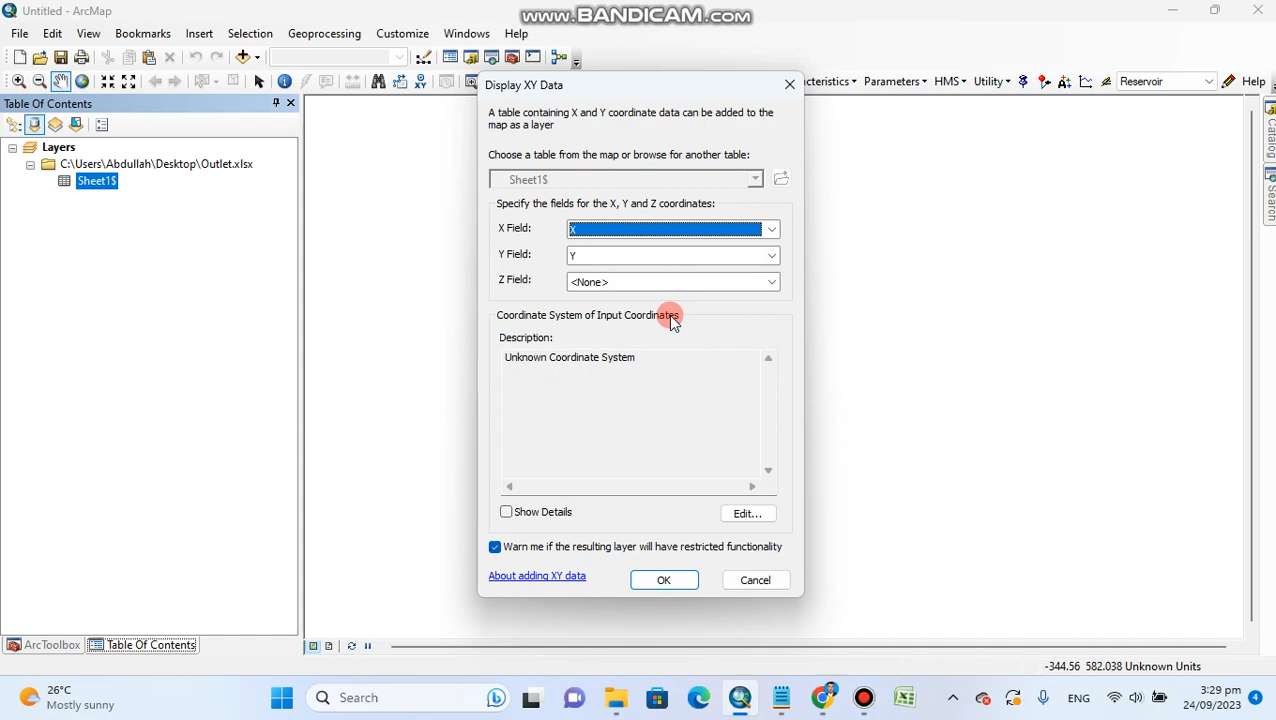 Untitled - ArcMap
www.BANDICAM.com
File Edit View Bookmarks Insert Selection Geoprocessing Customize Windows Help
Table Of Contents
Layers
C:\Users\Abdullah\Desktop\Outlet.xlsx
Sheet1$
cteristics Parameters HMS Utility Reservoir Help
Display XY Data
A table containing X and Y coordinate data can be added to the
map as a layer
Choose a table from the map or browse for another table:
Sheet1$
Specify the fields for the X, Y and Z coordinates:
X Field: X
Y Field: Y
Z Field: <None>
Coordinate System of Input Coordinates
Description:
Unknown Coordinate System
Show Details
Edit...
Warn me if the resulting layer will have restricted functionality
About adding XY data
OK
Cancel
Catalog
Search
ArcToolbox
Table Of Contents
-344.56 582.038 Unknown Units
26°C
Mostly sunny
Search
ENG
3:29 pm
24/09/2023
4